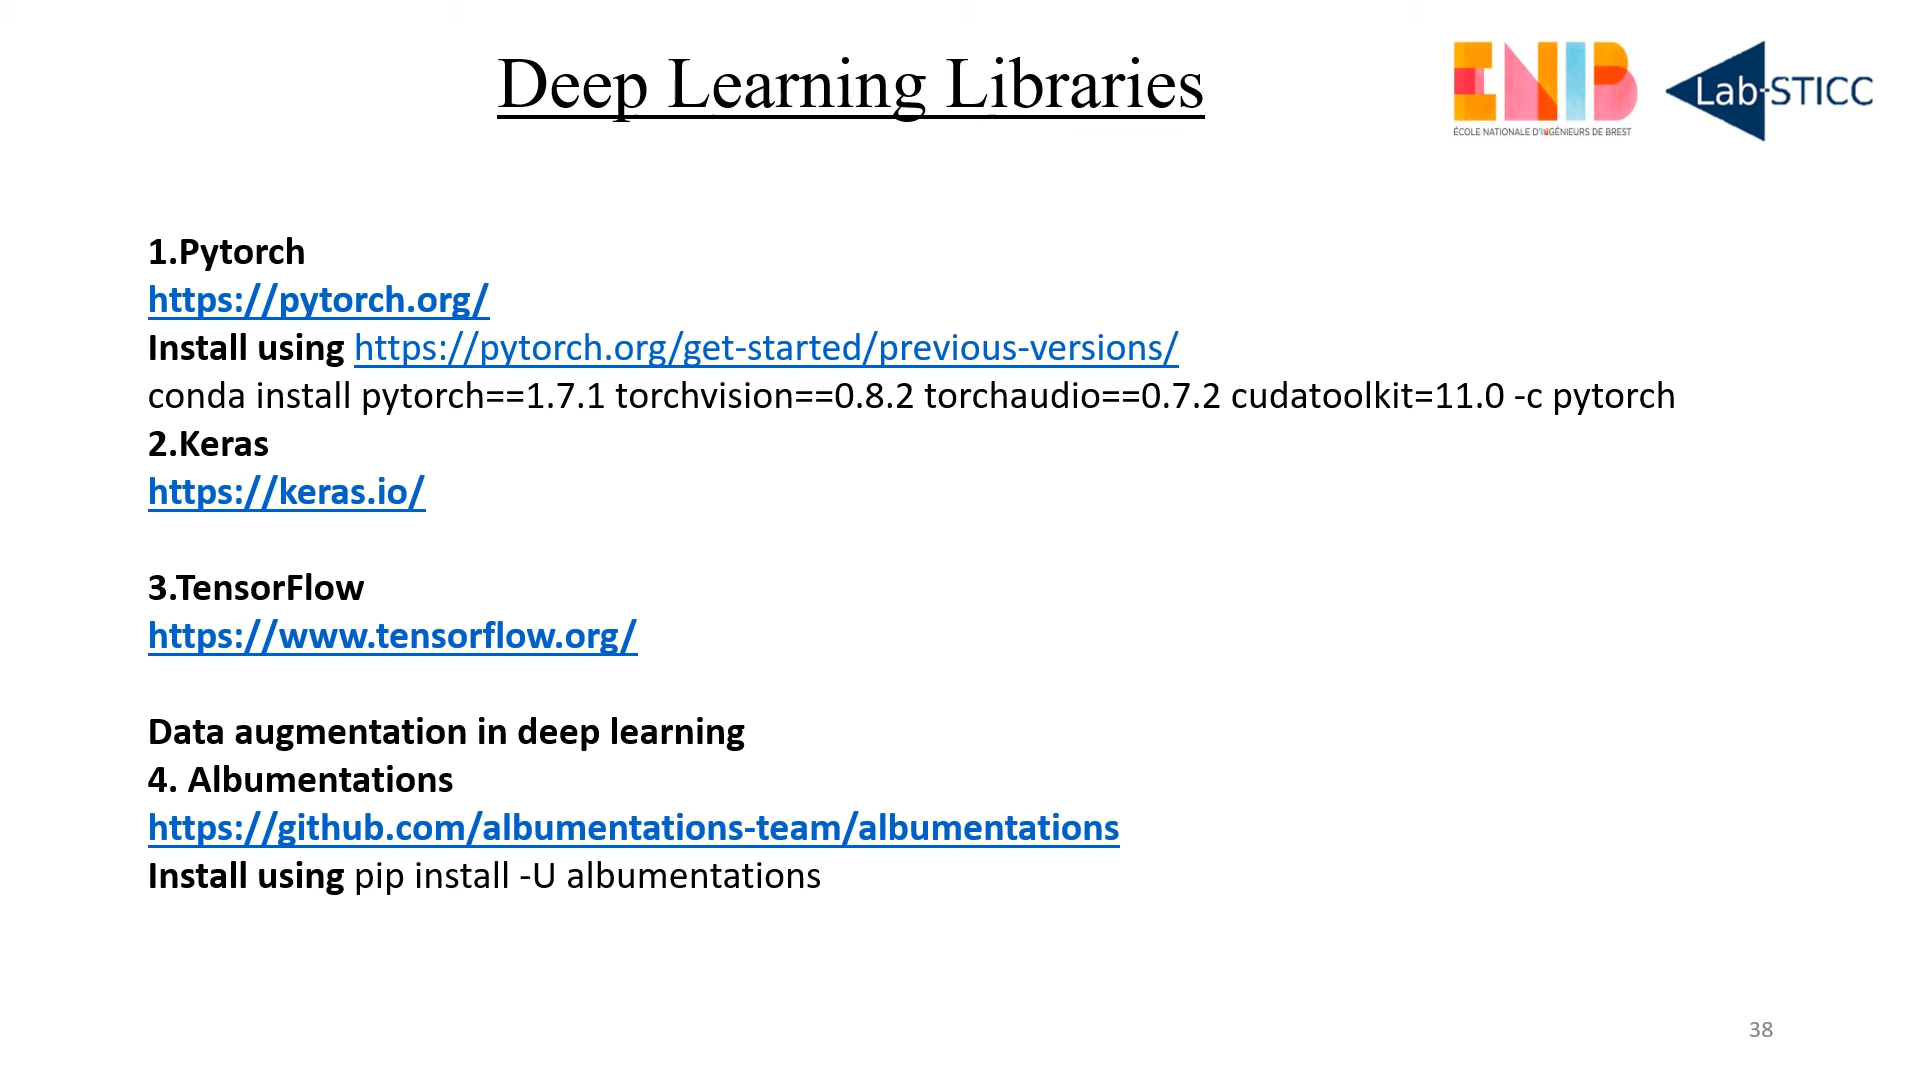 Deep Learning Libraries
ENIB
ÉCOLE NATIONALE D'INGÉNIEURS DE BREST
Lab-STICC
1.Pytorch
https://pytorch.org/
Install using https://pytorch.org/get-started/previous-versions/
conda install pytorch==1.7.1 torchvision==0.8.2 torchaudio==0.7.2 cudatoolkit=11.0 -c pytorch
2.Keras
https://keras.io/
3.TensorFlow
https://www.tensorflow.org/
Data augmentation in deep learning
4. Albumentations
https://github.com/albumentations-team/albumentations
Install using pip install -U albumentations
38